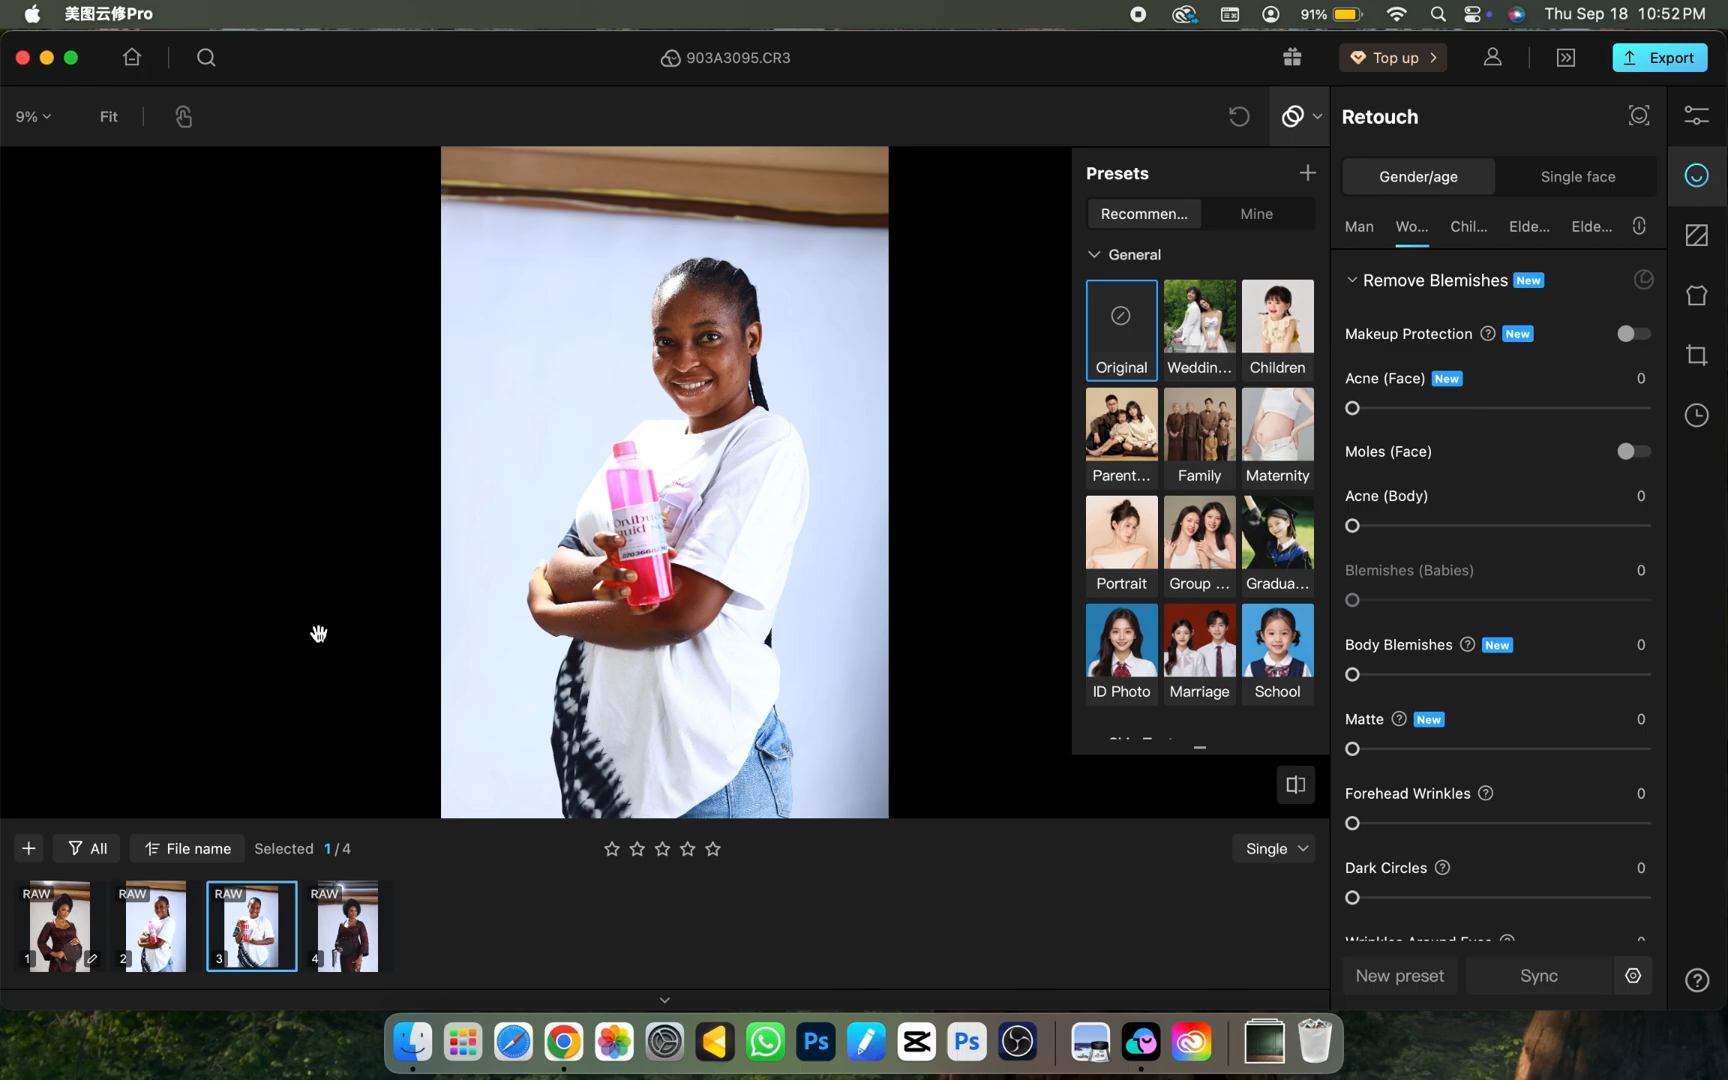 美图云修Pro
91%
Thu Sep 18 10:52 PM
903A3095.CR3
Top up
Export
9%
Fit
Retouch
Presets
Recommen...
Mine
General
Original
Weddin...
Children
Parent...
Family
Maternity
Portrait
Group ...
Gradua...
ID Photo
Marriage
School
Gender/age
Single face
Man
Wo...
Chil...
Elde...
Elde...
Remove Blemishes New
Makeup Protection ? New
Acne (Face) New 0
Moles (Face)
Acne (Body) 0
Blemishes (Babies) 0
Body Blemishes ? New 0
Matte ? New 0
Forehead Wrinkles ? 0
Dark Circles ? 0
New preset
Sync
All
File name
Selected 1/4
Single
RAW
1
RAW
2
RAW
3
RAW
4
Ps
Ps